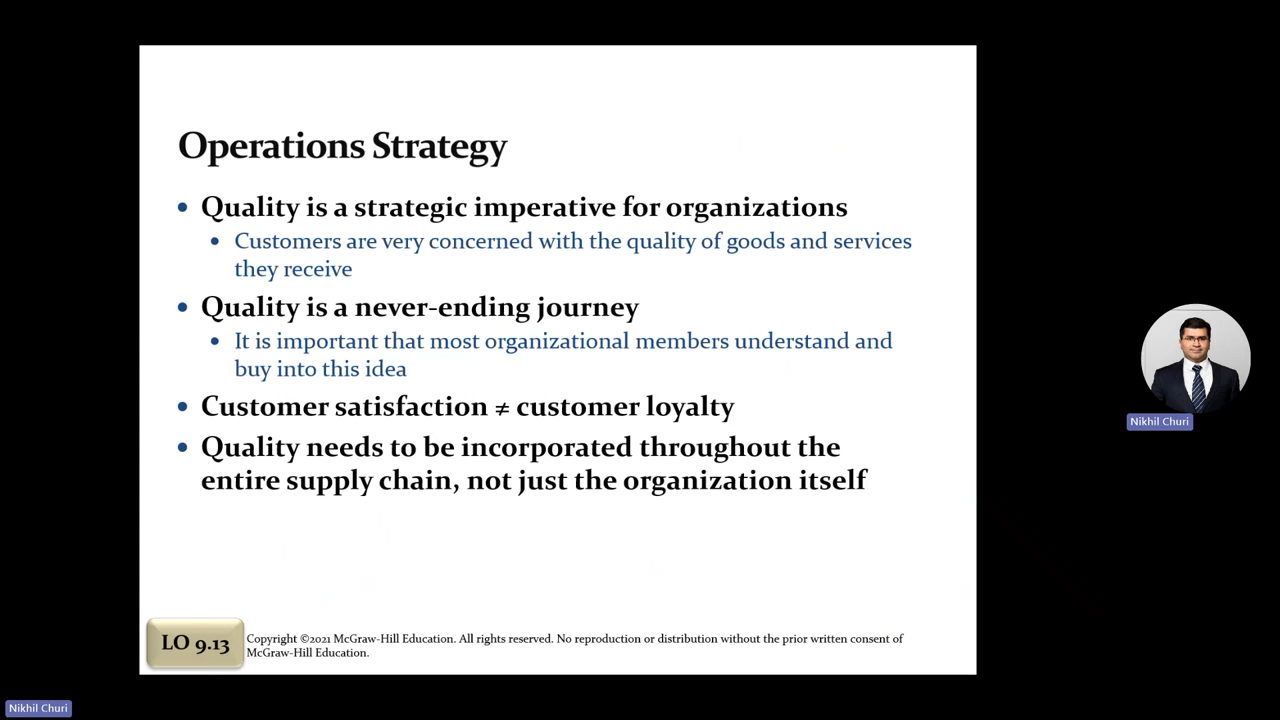 Operations Strategy
• Quality is a strategic imperative for organizations
• Customers are very concerned with the quality of goods and services
they receive
• Quality is a never-ending journey
• It is important that most organizational members understand and
buy into this idea
• Customer satisfaction ≠ customer loyalty
• Quality needs to be incorporated throughout the
entire supply chain, not just the organization itself
Nikhil Churi
LO 9.13
Copyright ©2021 McGraw-Hill Education. All rights reserved. No reproduction or distribution without the prior written consent of
McGraw-Hill Education.
Nikhil Churi